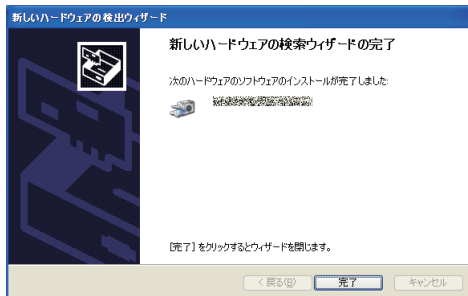 新しいハードウェアの検出ウィザード
新しいハードウェアの検索ウィザードの完了
次のハードウェアのソフトウェアのインストールが完了しました:
[完了] をクリックするとウィザードを閉じます。
< 戻る(B)
完了
キャンセル